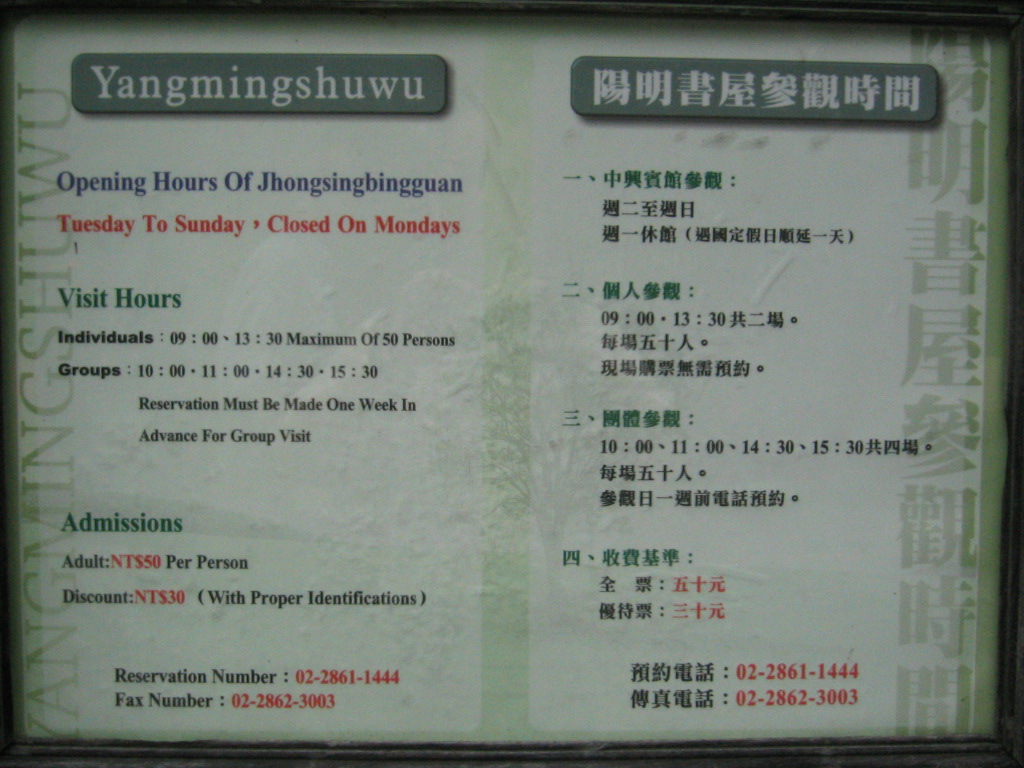 Yangmingshuwu
Opening Hours Of Jhongsingbingguan
Tuesday To Sunday，Closed On Mondays
Visit Hours
Individuals：09：00、13：30 Maximum Of 50 Persons
Groups：10：00．11：00．14：30．15：30
Reservation Must Be Made One Week In
Advance For Group Visit
Admissions
Adult:NT$50 Per Person
Discount:NT$30（With Proper Identifications）
Reservation Number：02-2861-1444
Fax Number：02-2862-3003
YANGMINGSHUWU
陽明書屋參觀時間
一、中興賓館參觀：
週二至週日
週一休館（遇國定假日順延一天）
二、個人參觀：
09：00．13：30共二場。
每場五十人。
現場購票無需預約。
三、團體參觀：
10：00、11：00、14：30、15：30共四場。
每場五十人。
參觀日一週前電話預約。
四、收費基準：
全　票：五十元
優待票：三十元
預約電話：02-2861-1444
傳真電話：02-2862-3003
陽明書屋參觀時間